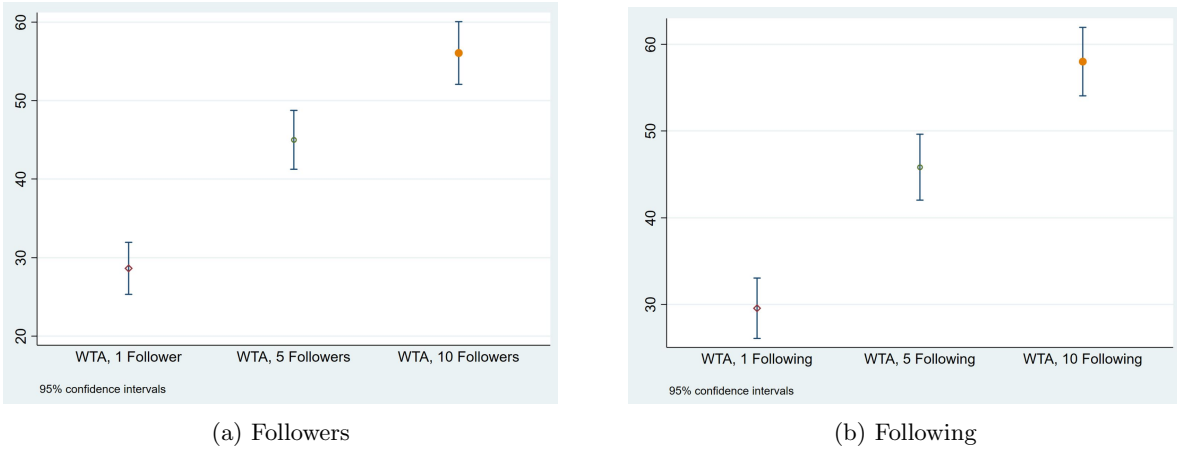 60
50
40
30
20
WTA, 1 Follower WTA, 5 Followers WTA, 10 Followers
95% confidence intervals
(a) Followers
60
50
40
30
WTA, 1 Following WTA, 5 Following WTA, 10 Following
95% confidence intervals
(b) Following